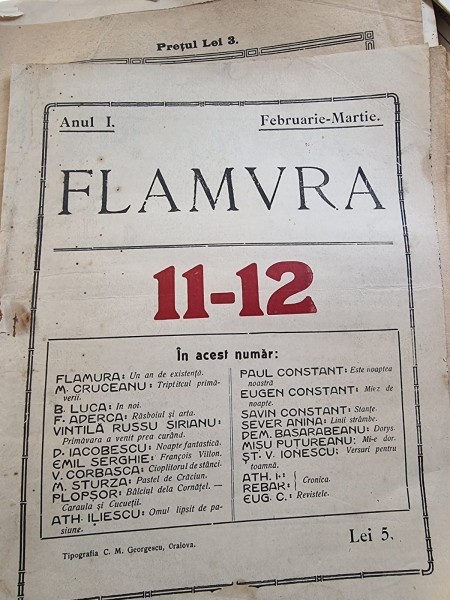 Prețul Lei 3.
Anul I.
Februarie-Martie.
FLAMVRA
11-12
În acest număr:
FLAMURA: Un an de existență.
M. CRUCEANU: Triptitcul primă-
verii.
B. LUCA: In noi.
F. ADERCA: Răsboiul și arta.
VINTILĂ RUSSU SIRIANU:
Primăvara a venit prea curând.
D. IACOBESCU: Noapte fantastică.
EMIL SERGHIE: François Villon.
V. CORBASCA: Cioplitorul de stânci.
M. STURZA: Pastel de Crăciun.
PLOPȘOR: Bâlciul dela Cornățel. —
Caraula și Cucueții.
ATH. ILIESCU: Omul lipsit de pa-
siune.
PAUL CONSTANT: Este noaptea
noastră
EUGEN CONSTANT: Miez de
noapte.
SAVIN CONSTANT: Stanțe.
SEVER ANINA: Linii strâmbe.
DEM. BASARABEANU: Dorys.
MIȘU PUTUREANU: Mi-e dor.
ȘT. V. IONESCU: Versuri pentru
toamnă.
ATH. I.:
REBAR:
Cronica.
EUG. C.: Revistele.
Lei 5.
Tipografia C. M. Georgescu, Craiova.